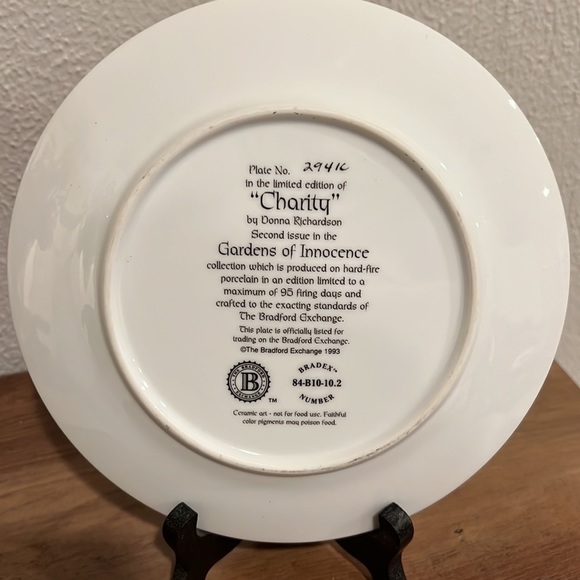 Plate No. 2941C
in the limited edition of
"Charity"
by Donna Richardson
Second issue in the
Gardens of Innocence
collection which is produced on hard-fire
porcelain in an edition limited to a
maximum of 95 firing days and
crafted to the exacting standards of
The Bradford Exchange.
This plate is officially listed for
trading on the Bradford Exchange.
©The Bradford Exchange 1993
THE BRADFORD EXCHANGE
B
TM
BRADEX™
84-B10-10.2
NUMBER
Ceramic art - not for food use. Faithful
color pigments may poison food.